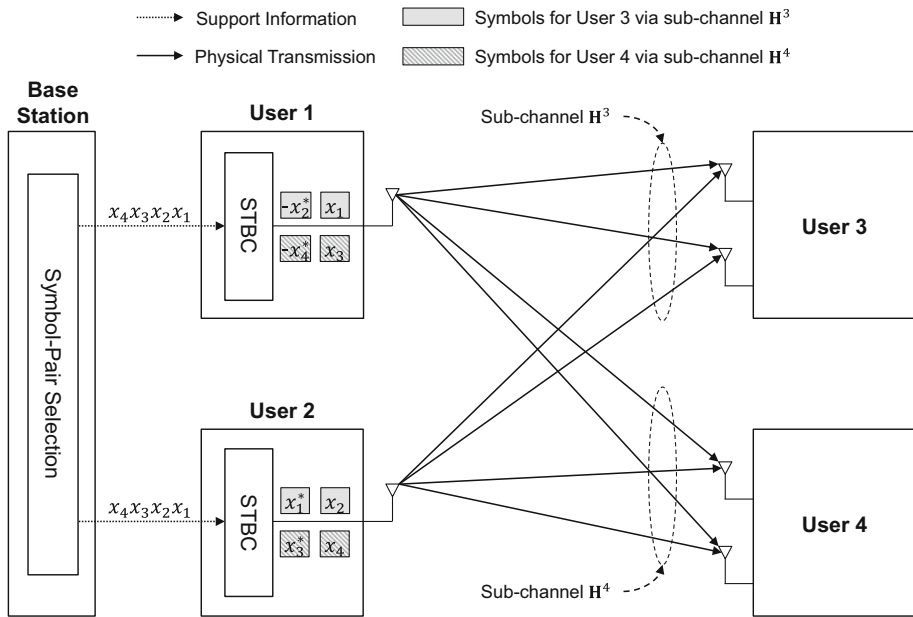 Support Information
Symbols for User 3 via sub-channel H³
Physical Transmission
Symbols for User 4 via sub-channel H⁴
Base
Station
User 1
Sub-channel H³
x₄x₃x₂x₁
STBC
-x₂* x₁
-x₄* x₃
User 3
Symbol-Pair Selection
User 2
x₄x₃x₂x₁
STBC
x₁* x₂
x₃* x₄
User 4
Sub-channel H⁴